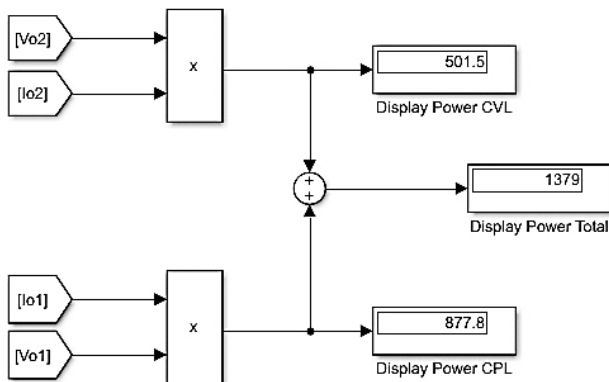 [Vo2]
x
501.5
[Io2]
Display Power CVL
+
+
1379
Display Power Total
[Io1]
x
877.8
[Vo1]
Display Power CPL